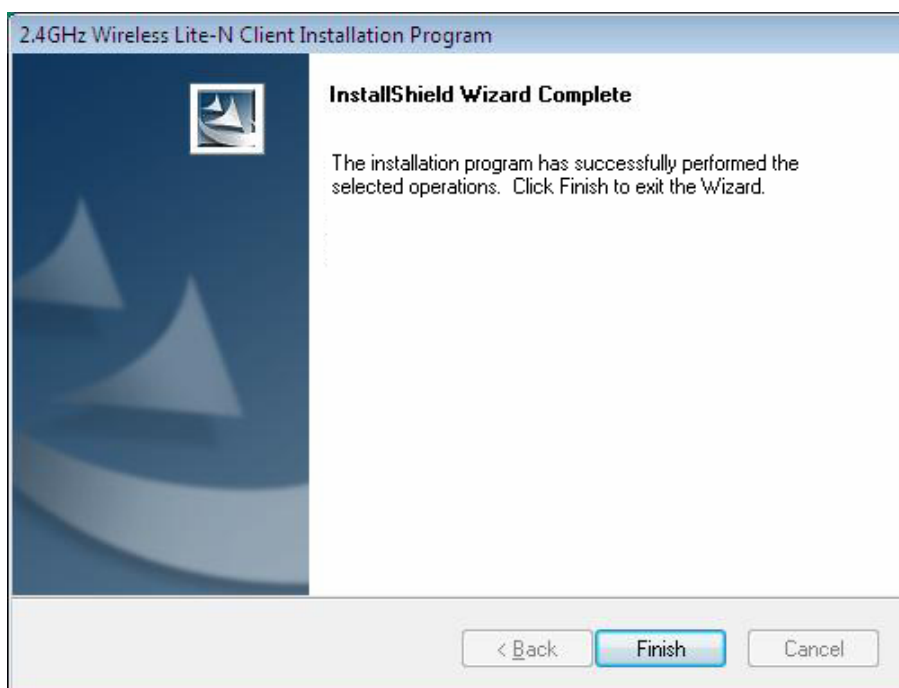 2.4GHz Wireless Lite-N Client Installation Program
InstallShield Wizard Complete
The installation program has successfully performed the
selected operations.  Click Finish to exit the Wizard.
< Back
Finish
Cancel